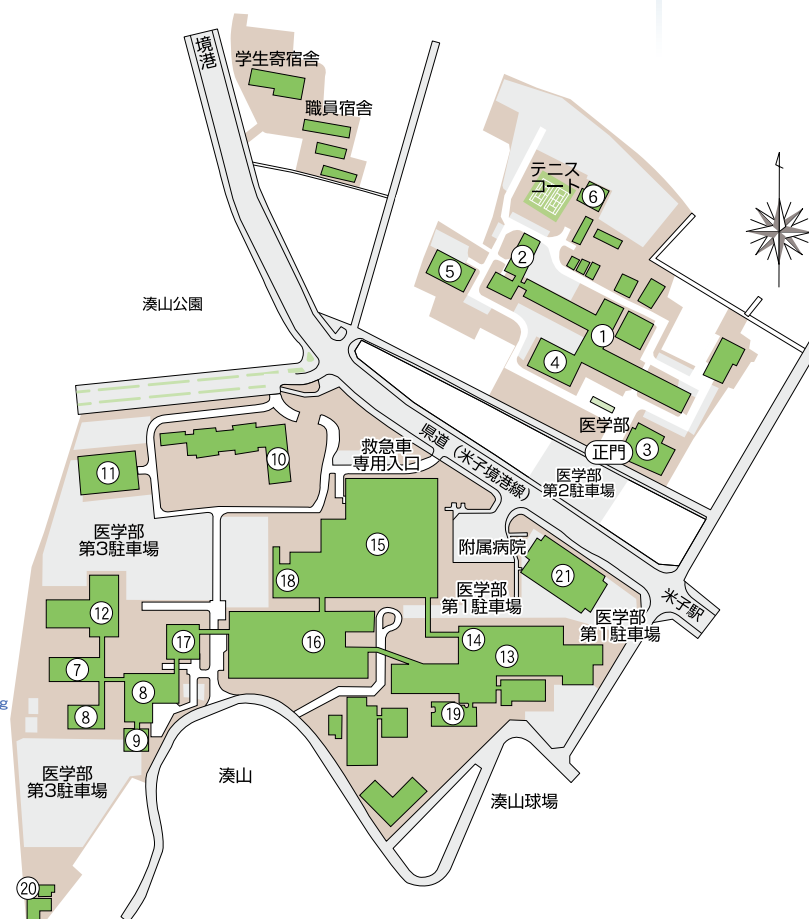 境港
学生寄宿舎
職員宿舎
テニス
コート
⑥
②
⑤
①
④
湊山公園
医学部
正門
③
県道（米子境港線）
救急車
専用入口
医学部
第2駐車場
⑩
⑪
医学部
第3駐車場
⑮
附属病院
⑱
㉑
医学部
第1駐車場
医学部
第1駐車場
米子駅
⑫
⑰
⑯
⑭
⑬
⑦
⑧
⑧
⑨
⑲
g
医学部
第3駐車場
湊山
湊山球場
⑳